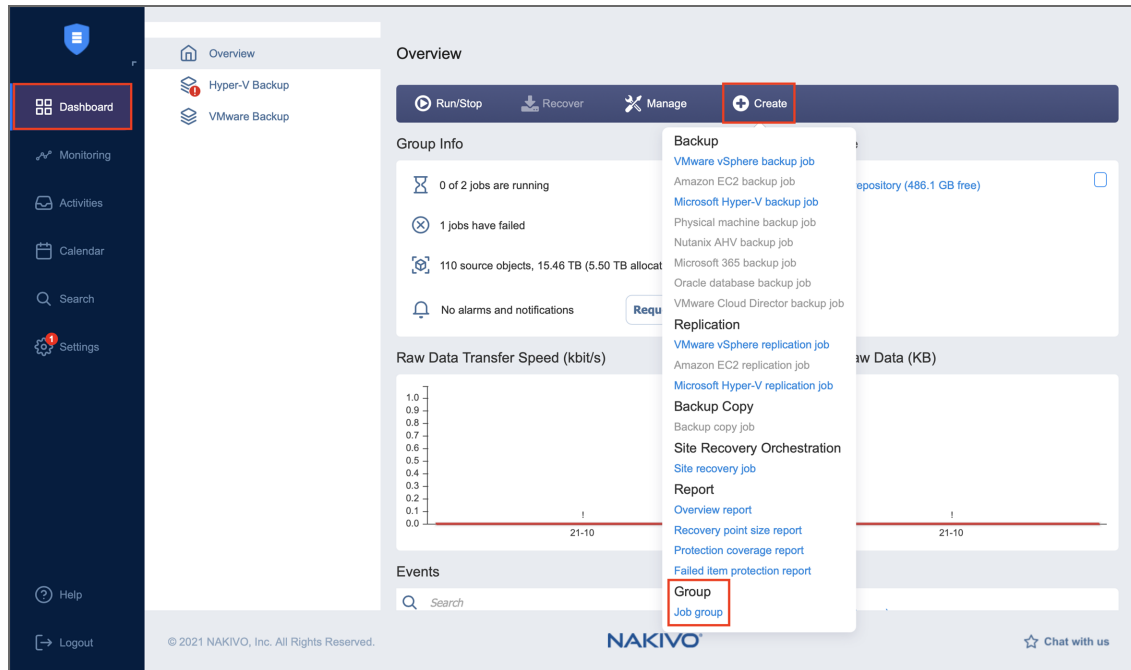 Dashboard
Monitoring
Activities
Calendar
Search
1
Settings
Help
Logout
Overview
Hyper-V Backup
VMware Backup
Overview
Run/Stop
Recover
Manage
Create
Group Info
0 of 2 jobs are running
1 jobs have failed
110 source objects, 15.46 TB (5.50 TB allocat
No alarms and notifications
Requ
epository (486.1 GB free)
Backup
VMware vSphere backup job
Amazon EC2 backup job
Microsoft Hyper-V backup job
Physical machine backup job
Nutanix AHV backup job
Microsoft 365 backup job
Oracle database backup job
VMware Cloud Director backup job
Replication
VMware vSphere replication job
Amazon EC2 replication job
Microsoft Hyper-V replication job
Backup Copy
Backup copy job
Site Recovery Orchestration
Site recovery job
Report
Overview report
Recovery point size report
Protection coverage report
Failed item protection report
Group
Job group
Raw Data Transfer Speed (kbit/s)
1.0
0.9
0.8
0.7
0.6
0.5
0.4
0.3
0.2
0.1
0.0
21-10
aw Data (KB)
21-10
Events
Search
© 2021 NAKIVO, Inc. All Rights Reserved.
NAKIVO®
Chat with us